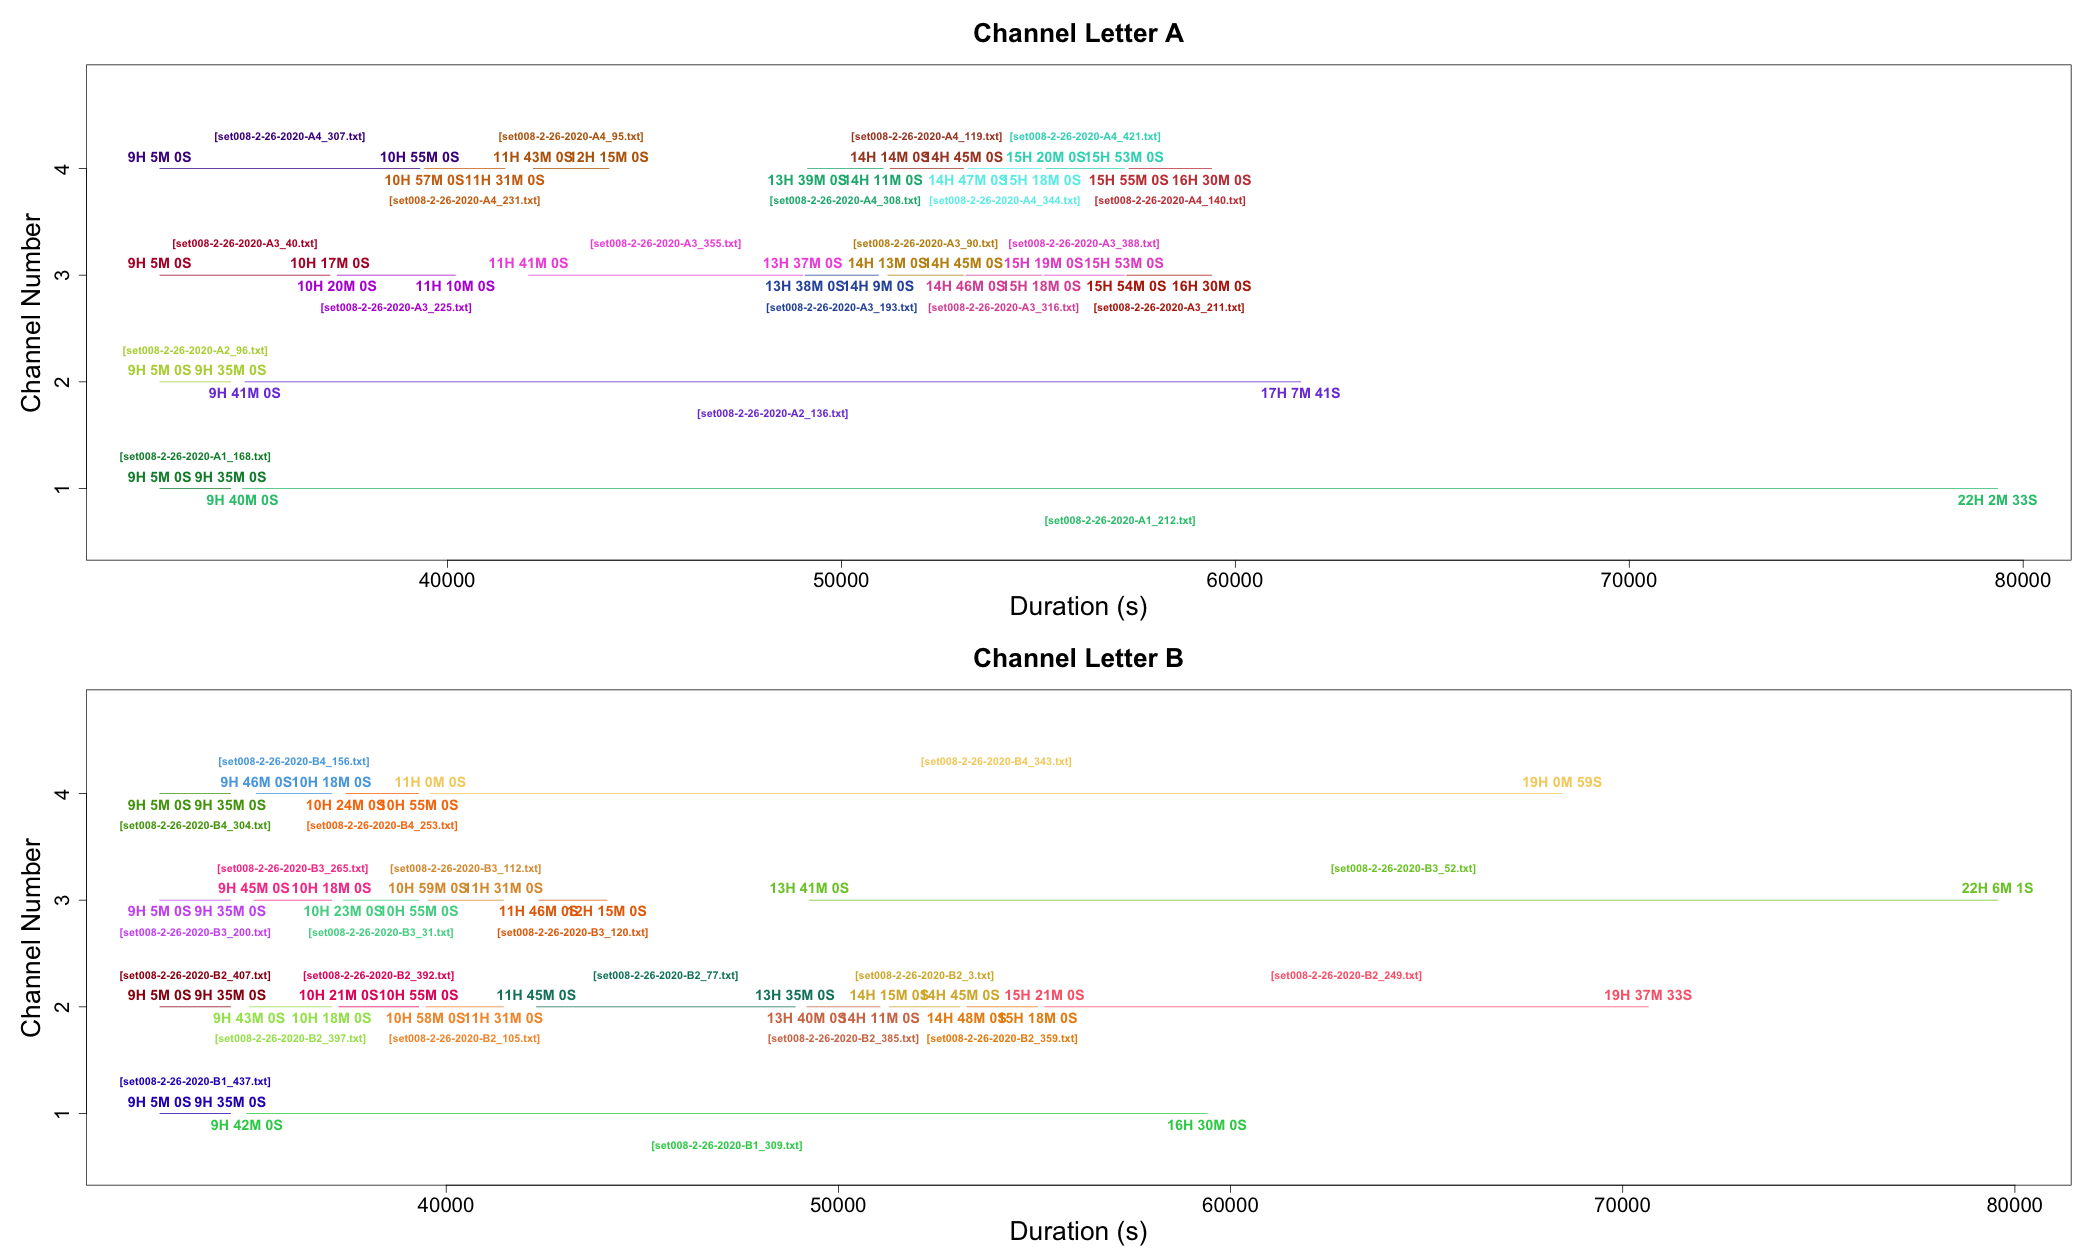 Channel Letter A
[set008-2-26-2020-A4_307.txt] [set008-2-26-2020-A4_95.txt] [set008-2-26-2020-A4_119.txt] [set008-2-26-2020-A4_421.txt]
9H 5M 0S 10H 55M 0S 11H 43M 0S 12H 15M 0S 14H 14M 0S 14H 45M 0S 15H 20M 0S 15H 53M 0S
4
10H 57M 0S 11H 31M 0S 13H 39M 0S 14H 11M 0S 14H 47M 0S 15H 18M 0S 15H 55M 0S 16H 30M 0S
[set008-2-26-2020-A4_231.txt] [set008-2-26-2020-A4_308.txt] [set008-2-26-2020-A4_344.txt] [set008-2-26-2020-A4_140.txt]
[set008-2-26-2020-A3_40.txt] [set008-2-26-2020-A3_355.txt] [set008-2-26-2020-A3_90.txt] [set008-2-26-2020-A3_388.txt]
9H 5M 0S 10H 17M 0S 11H 41M 0S 13H 37M 0S 14H 13M 0S 14H 45M 0S 15H 19M 0S 15H 53M 0S
3
10H 20M 0S 11H 10M 0S 13H 38M 0S 14H 9M 0S 14H 46M 0S 15H 18M 0S 15H 54M 0S 16H 30M 0S
[set008-2-26-2020-A3_225.txt] [set008-2-26-2020-A3_193.txt] [set008-2-26-2020-A3_316.txt] [set008-2-26-2020-A3_211.txt]
Channel Number
[set008-2-26-2020-A2_96.txt]
9H 5M 0S 9H 35M 0S
2
9H 41M 0S 17H 7M 41S
[set008-2-26-2020-A2_136.txt]
[set008-2-26-2020-A1_168.txt]
9H 5M 0S 9H 35M 0S
1
9H 40M 0S 22H 2M 33S
[set008-2-26-2020-A1_212.txt]
40000 50000 60000 70000 80000
Duration (s)
Channel Letter B
[set008-2-26-2020-B4_156.txt] [set008-2-26-2020-B4_343.txt]
9H 46M 0S 10H 18M 0S 11H 0M 0S 19H 0M 59S
4
9H 5M 0S 9H 35M 0S 10H 24M 0S 10H 55M 0S
[set008-2-26-2020-B4_304.txt] [set008-2-26-2020-B4_253.txt]
[set008-2-26-2020-B3_265.txt] [set008-2-26-2020-B3_112.txt] [set008-2-26-2020-B3_52.txt]
9H 45M 0S 10H 18M 0S 10H 59M 0S 11H 31M 0S 13H 41M 0S 22H 6M 1S
3
9H 5M 0S 9H 35M 0S 10H 23M 0S 10H 55M 0S 11H 46M 0S 12H 15M 0S
[set008-2-26-2020-B3_200.txt] [set008-2-26-2020-B3_31.txt] [set008-2-26-2020-B3_120.txt]
Channel Number
[set008-2-26-2020-B2_407.txt] [set008-2-26-2020-B2_392.txt] [set008-2-26-2020-B2_77.txt] [set008-2-26-2020-B2_3.txt] [set008-2-26-2020-B2_249.txt]
9H 5M 0S 9H 35M 0S 10H 21M 0S 10H 55M 0S 11H 45M 0S 13H 35M 0S 14H 15M 0S 14H 45M 0S 15H 21M 0S 19H 37M 33S
2
9H 43M 0S 10H 18M 0S 10H 58M 0S 11H 31M 0S 13H 40M 0S 14H 11M 0S 14H 48M 0S 15H 18M 0S
[set008-2-26-2020-B2_397.txt] [set008-2-26-2020-B2_105.txt] [set008-2-26-2020-B2_385.txt] [set008-2-26-2020-B2_359.txt]
[set008-2-26-2020-B1_437.txt]
9H 5M 0S 9H 35M 0S
1
9H 42M 0S 16H 30M 0S
[set008-2-26-2020-B1_309.txt]
40000 50000 60000 70000 80000
Duration (s)